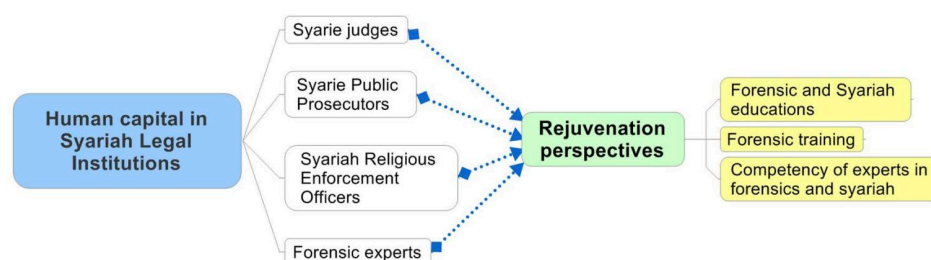 Human capital in
Syariah Legal
Institutions
Syarie judges
Syarie Public
Prosecutors
Syariah Religious
Enforcement
Officers
Forensic experts
Rejuvenation
perspectives
Forensic and Syariah
educations
Forensic training
Competency of experts in
forensics and syariah